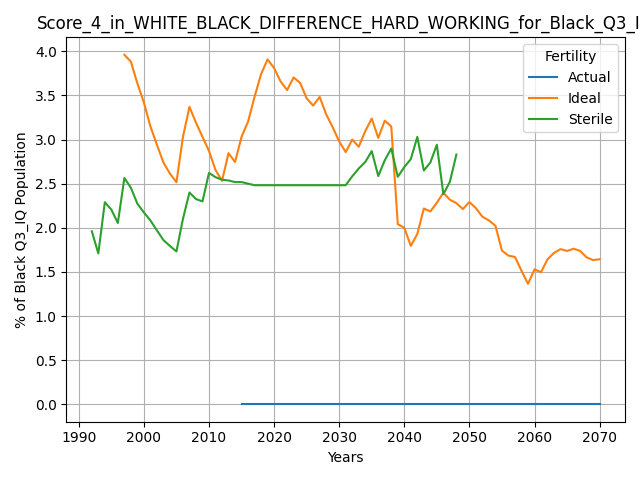 Score_4_in_WHITE_BLACK_DIFFERENCE_HARD_WORKING_for_Black_Q3_I
Fertility
Actual
Ideal
Sterile
4.0
3.5
3.0
2.5
2.0
1.5
1.0
0.5
0.0
% of Black Q3_IQ Population
1990 2000 2010 2020 2030 2040 2050 2060 2070
Years